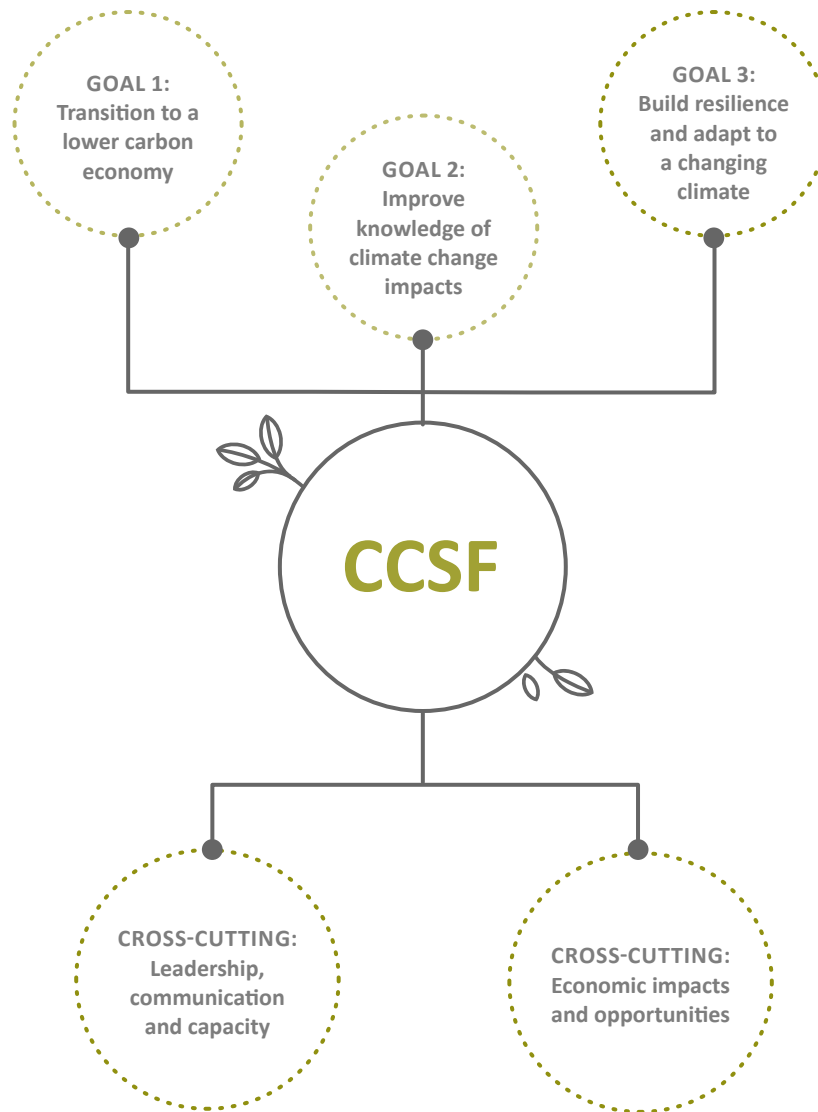 GOAL 1:
Transition to a
lower carbon
economy
GOAL 2:
Improve
knowledge of
climate change
impacts
GOAL 3:
Build resilience
and adapt to
a changing
climate
CCSF
CROSS-CUTTING:
Leadership,
communication
and capacity
CROSS-CUTTING:
Economic impacts
and opportunities